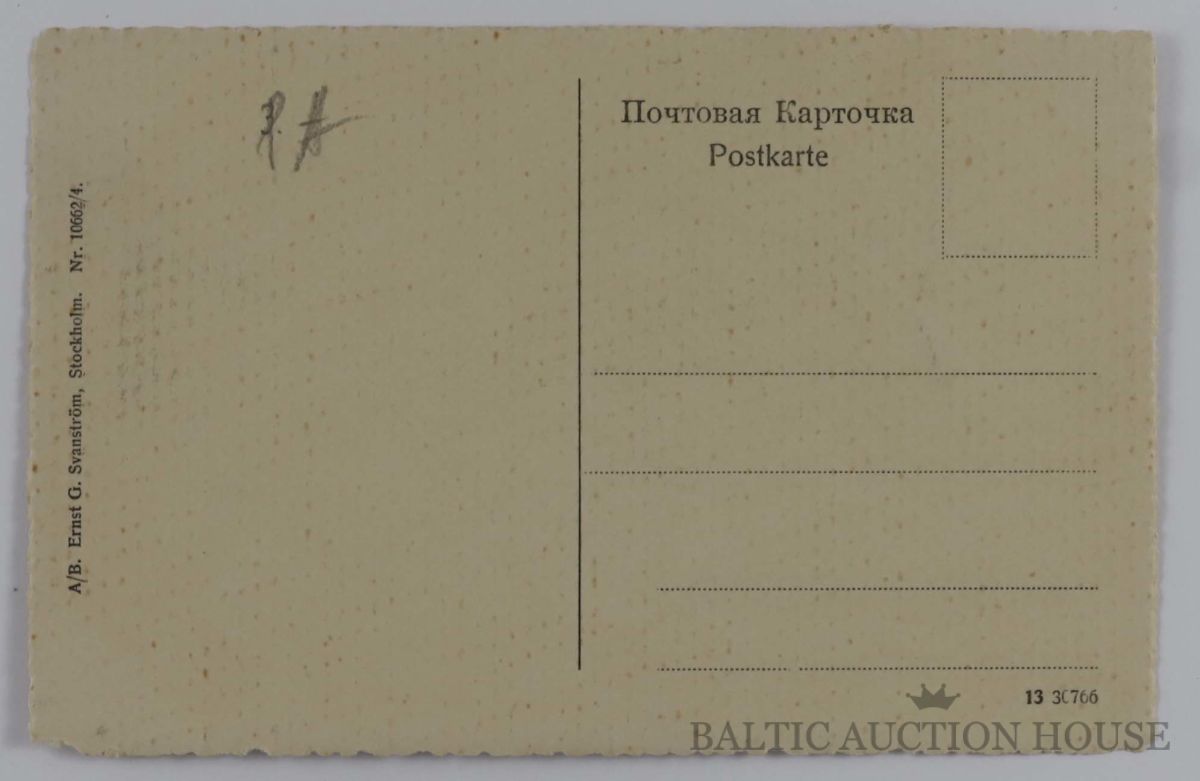 Почтовая Карточка
Postkarte
A/B. Ernst G. Svanström, Stockholm. Nr. 10662/4.
13 30766
BALTIC AUCTION HOUSE